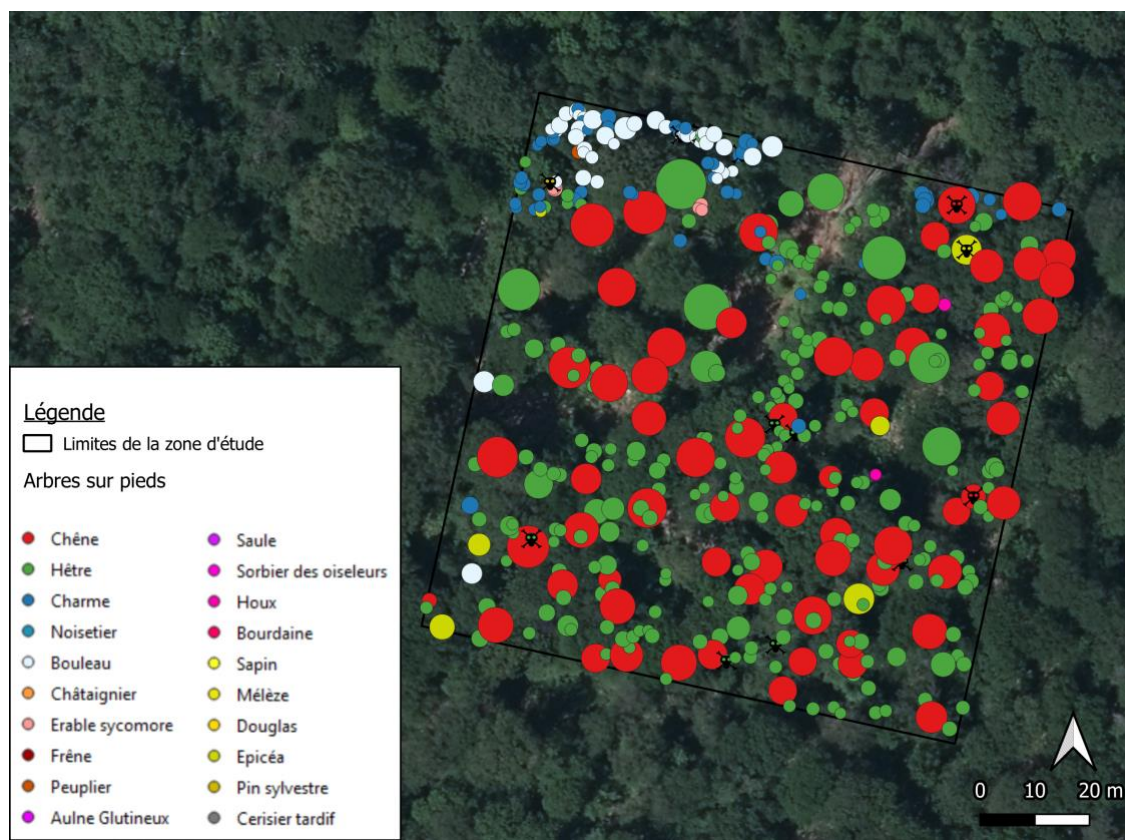 Légende
Limites de la zone d'étude
Arbres sur pieds
Chêne
Hêtre
Charme
Noisetier
Bouleau
Châtaignier
Erable sycomore
Frêne
Peuplier
Aulne Glutineux
Saule
Sorbier des oiseleurs
Houx
Bourdaine
Sapin
Mélèze
Douglas
Epicéa
Pin sylvestre
Cerisier tardif
0 10 20 m